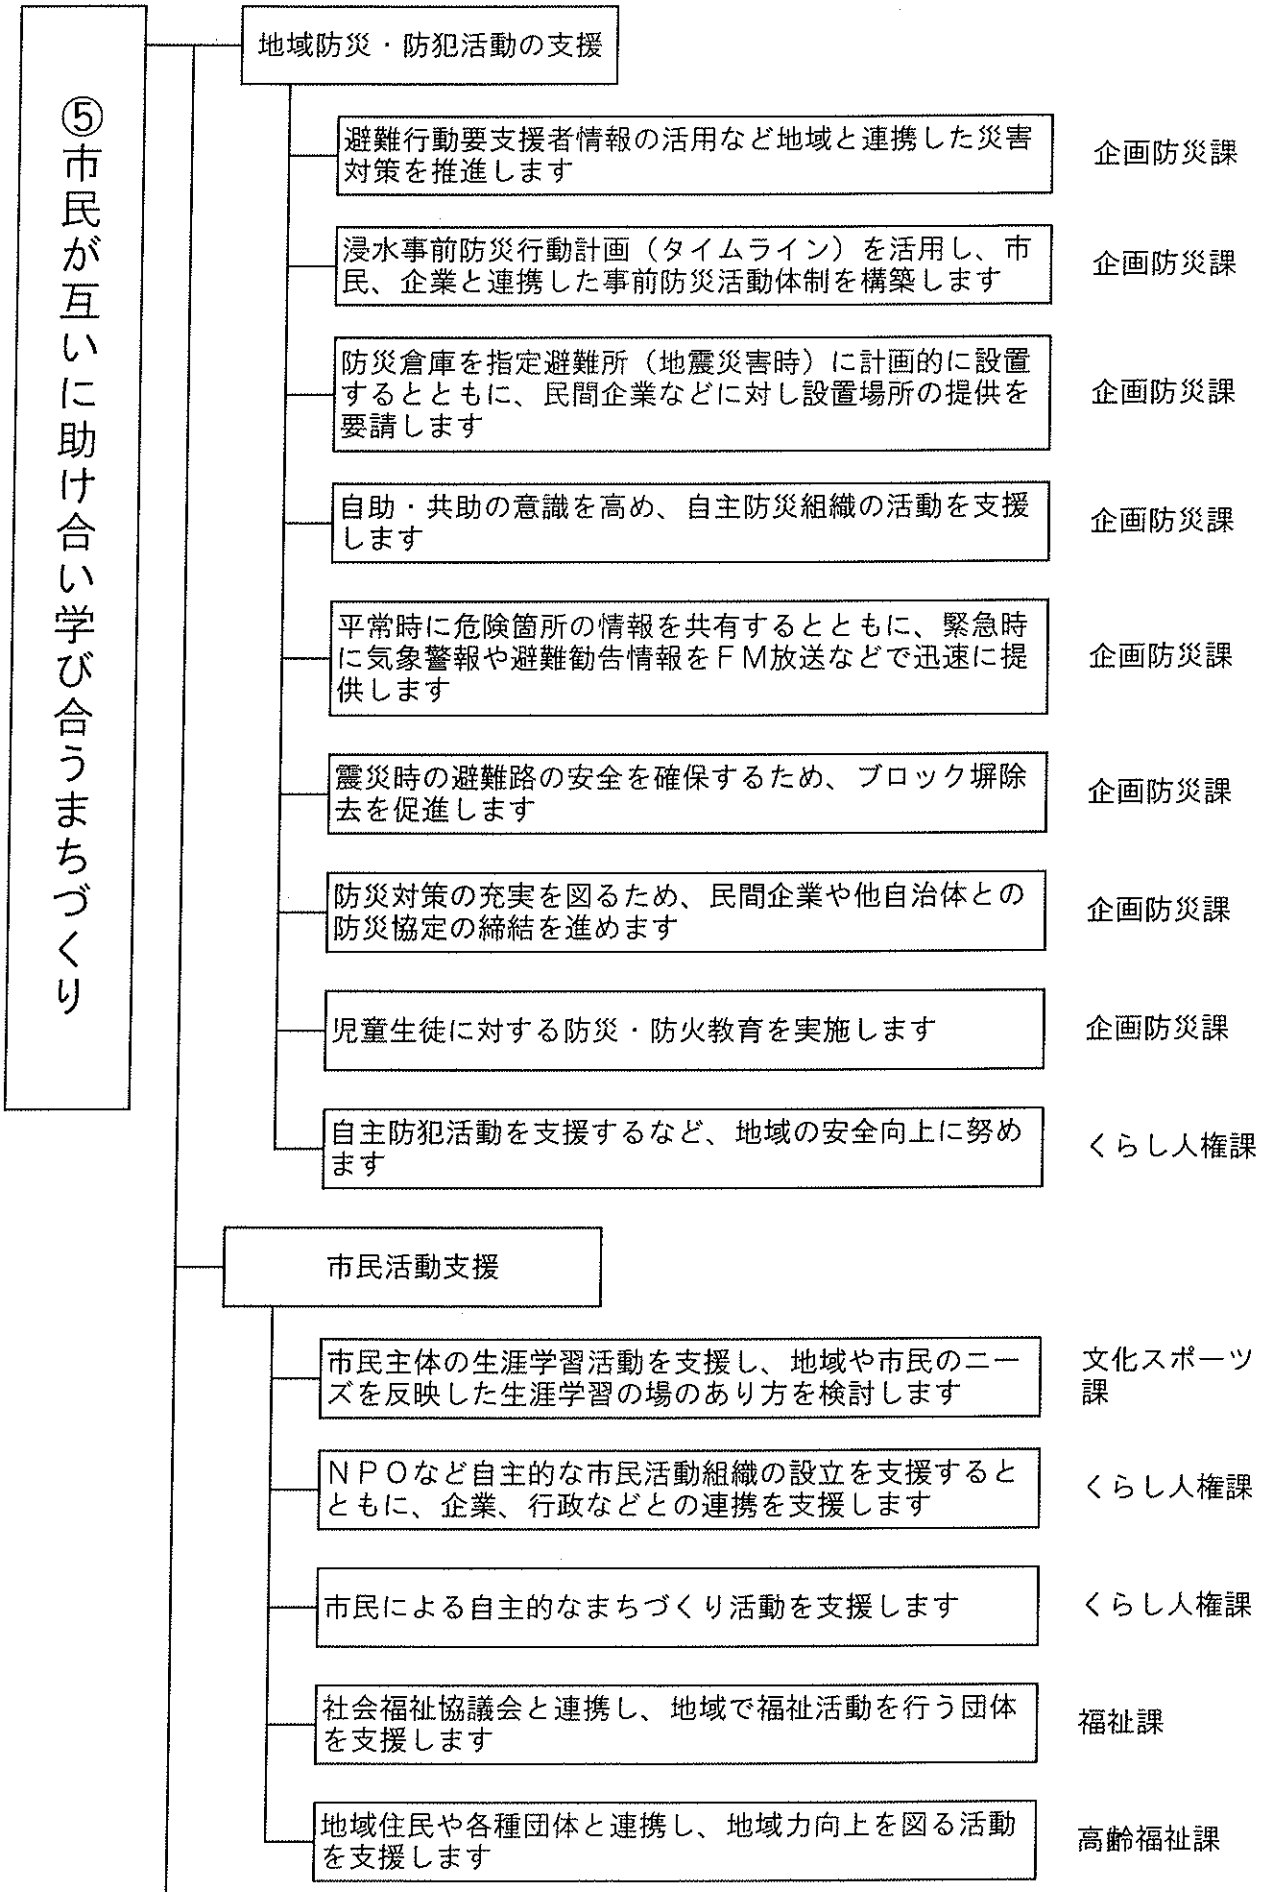 ⑤市民が互いに助け合い学び合うまちづくり
地域防災・防犯活動の支援
避難行動要支援者情報の活用など地域と連携した災害
対策を推進します
企画防災課
浸水事前防災行動計画（タイムライン）を活用し、市
民、企業と連携した事前防災活動体制を構築します
企画防災課
防災倉庫を指定避難所（地震災害時）に計画的に設置
するとともに、民間企業などに対し設置場所の提供を
要請します
企画防災課
自助・共助の意識を高め、自主防災組織の活動を支援
します
企画防災課
平常時に危険箇所の情報を共有するとともに、緊急時
に気象警報や避難勧告情報をＦＭ放送などで迅速に提
供します
企画防災課
震災時の避難路の安全を確保するため、ブロック塀除
去を促進します
企画防災課
防災対策の充実を図るため、民間企業や他自治体との
防災協定の締結を進めます
企画防災課
児童生徒に対する防災・防火教育を実施します
企画防災課
自主防犯活動を支援するなど、地域の安全向上に努め
ます
くらし人権課
市民活動支援
市民主体の生涯学習活動を支援し、地域や市民のニー
ズを反映した生涯学習の場のあり方を検討します
文化スポーツ
課
ＮＰＯなど自主的な市民活動組織の設立を支援すると
ともに、企業、行政などとの連携を支援します
くらし人権課
市民による自主的なまちづくり活動を支援します
くらし人権課
社会福祉協議会と連携し、地域で福祉活動を行う団体
を支援します
福祉課
地域住民や各種団体と連携し、地域力向上を図る活動
を支援します
高齢福祉課